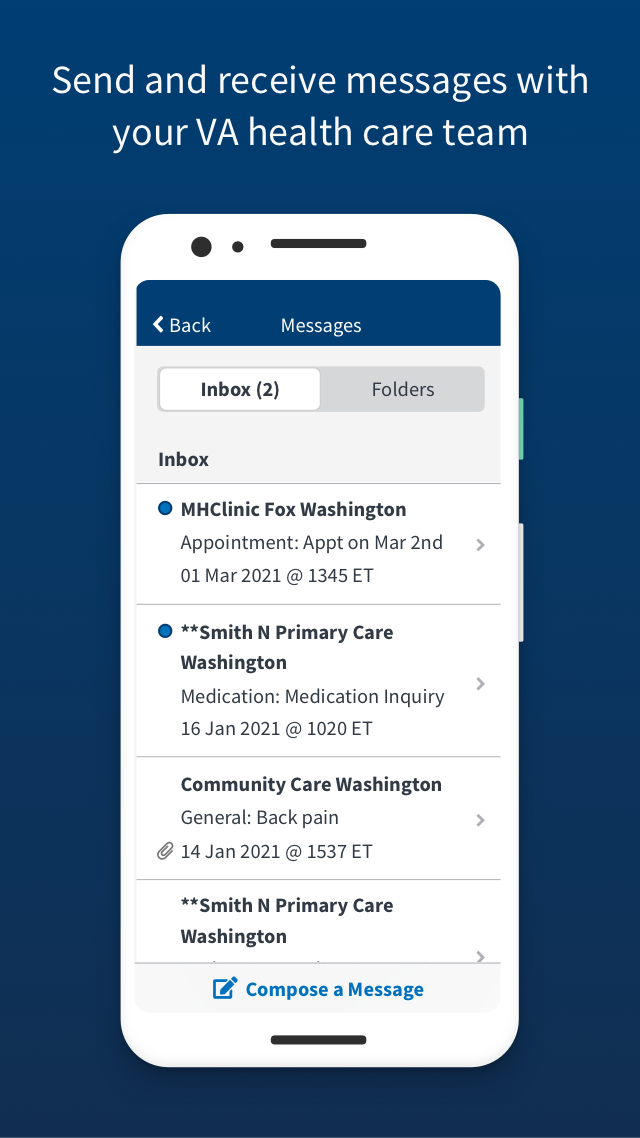 Send and receive messages with
your VA health care team
Back
Messages
Inbox (2)
Folders
Inbox
MHClinic Fox Washington
Appointment: Appt on Mar 2nd
01 Mar 2021 @ 1345 ET
**Smith N Primary Care
Washington
Medication: Medication Inquiry
16 Jan 2021 @ 1020 ET
Community Care Washington
General: Back pain
14 Jan 2021 @ 1537 ET
**Smith N Primary Care
Washington
Compose a Message